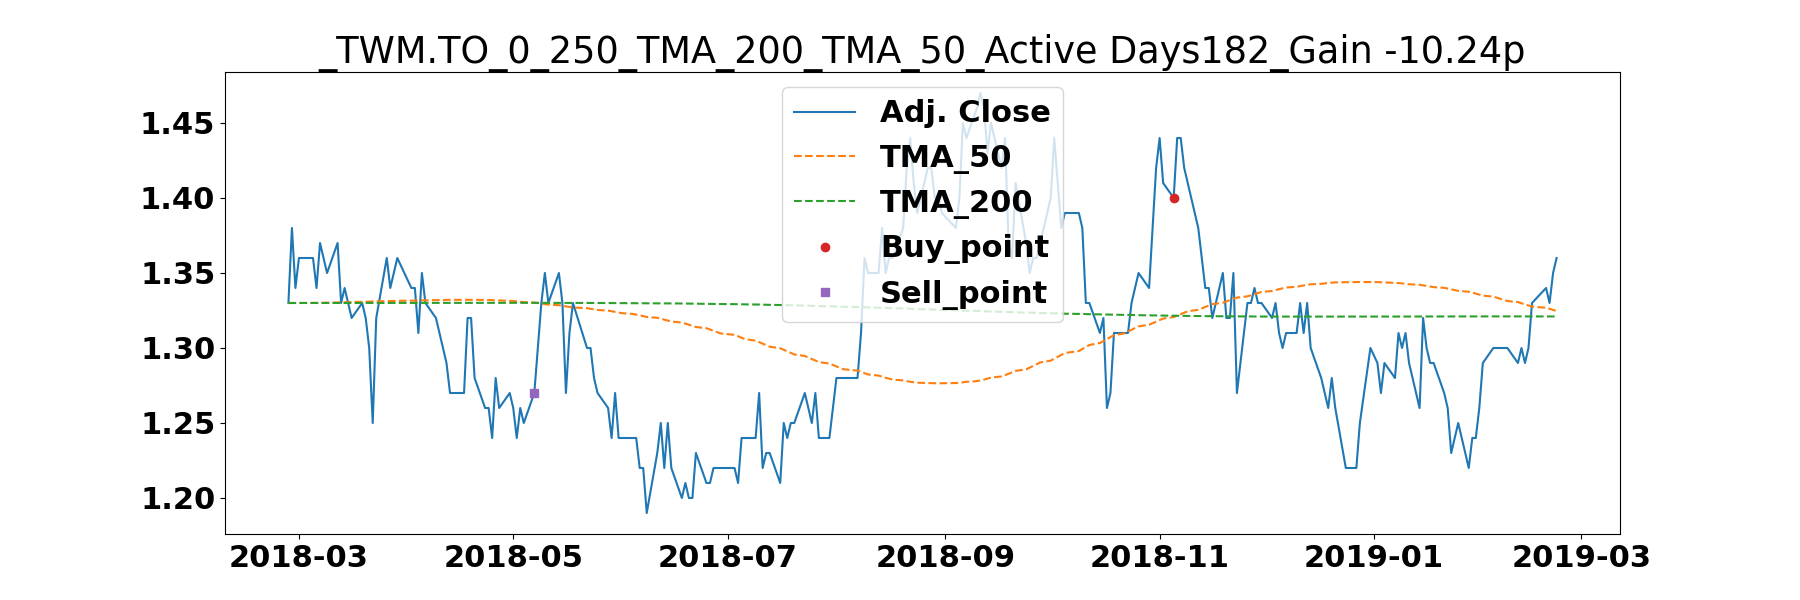 _TWM.TO_0_250_TMA_200_TMA_50_Active Days182_Gain -10.24p
Adj. Close
TMA_50
TMA_200
Buy_point
Sell_point
1.45
1.40
1.35
1.30
1.25
1.20
2018-03 2018-05 2018-07 2018-09 2018-11 2019-01 2019-03